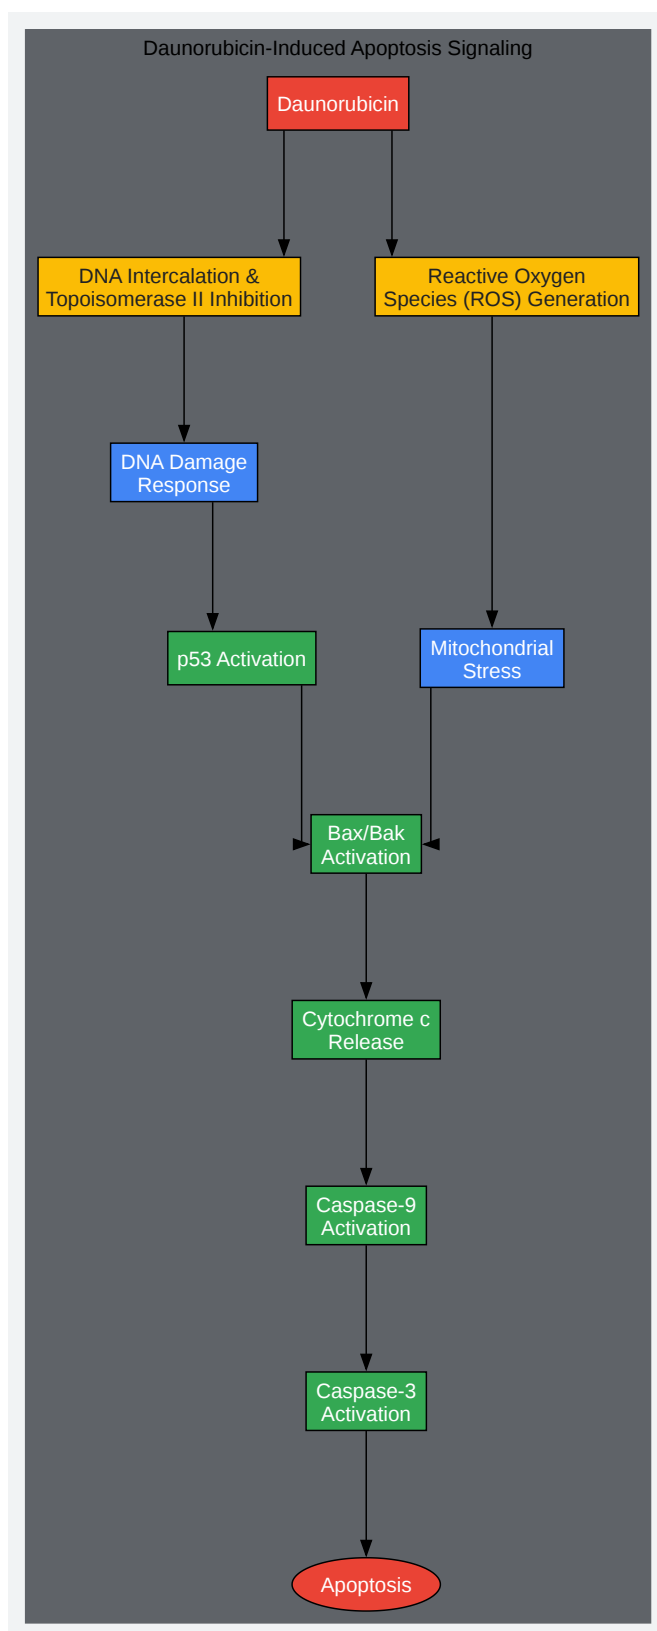 Daunorubicin-Induced Apoptosis Signaling
Daunorubicin
DNA Intercalation &
Topoisomerase II Inhibition
Reactive Oxygen
Species (ROS) Generation
DNA Damage
Response
p53 Activation
Mitochondrial
Stress
Bax/Bak
Activation
Cytochrome c
Release
Caspase-9
Activation
Caspase-3
Activation
Apoptosis